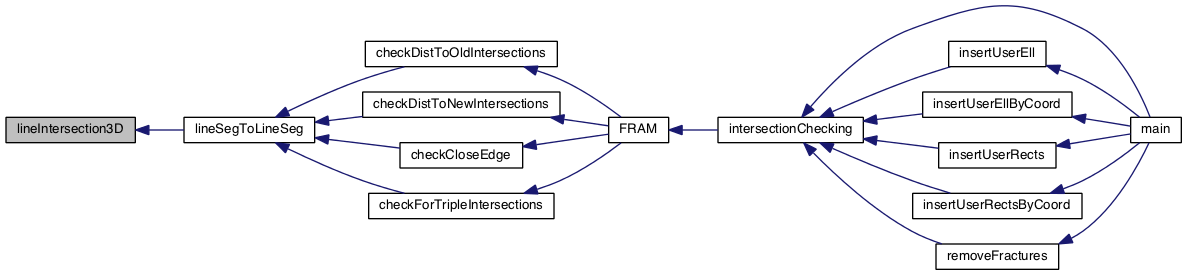 lineIntersection3D
lineSegToLineSeg
checkDistToOldIntersections
checkDistToNewIntersections
checkCloseEdge
checkForTripleIntersections
FRAM
intersectionChecking
insertUserEll
insertUserEllByCoord
insertUserRects
insertUserRectsByCoord
removeFractures
main